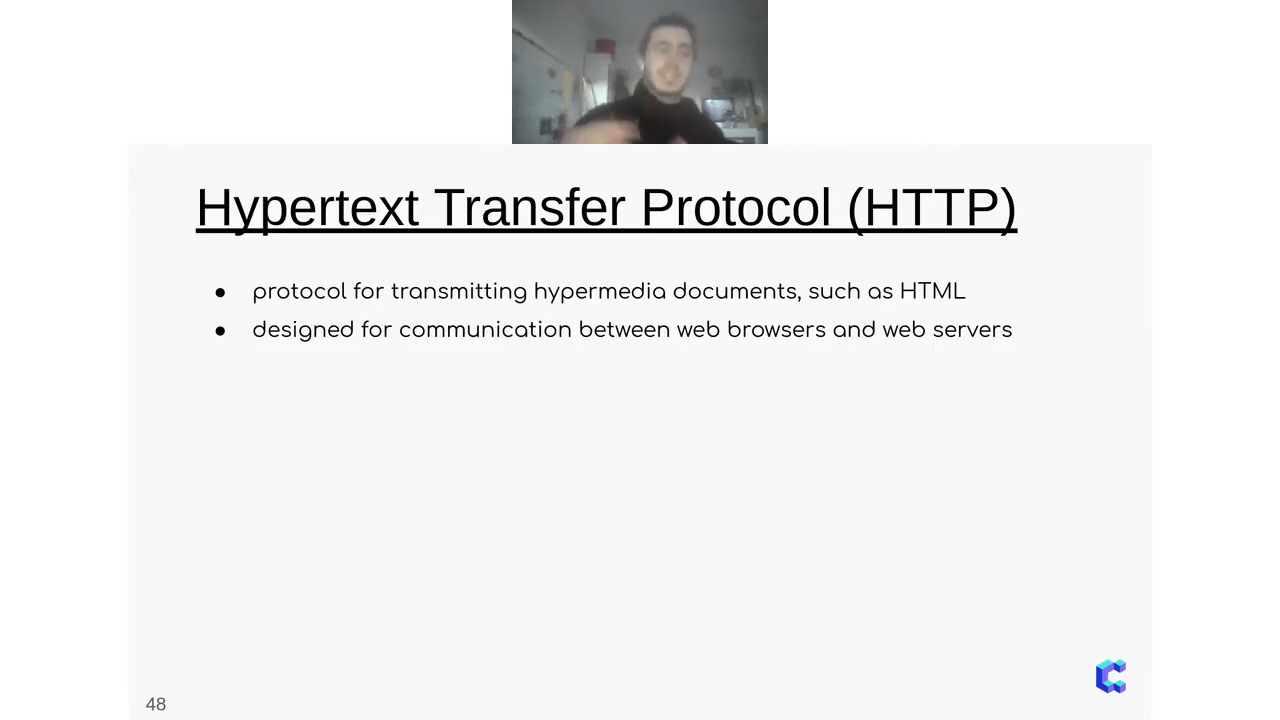 Hypertext Transfer Protocol (HTTP)
● protocol for transmitting hypermedia documents, such as HTML
● designed for communication between web browsers and web servers
48